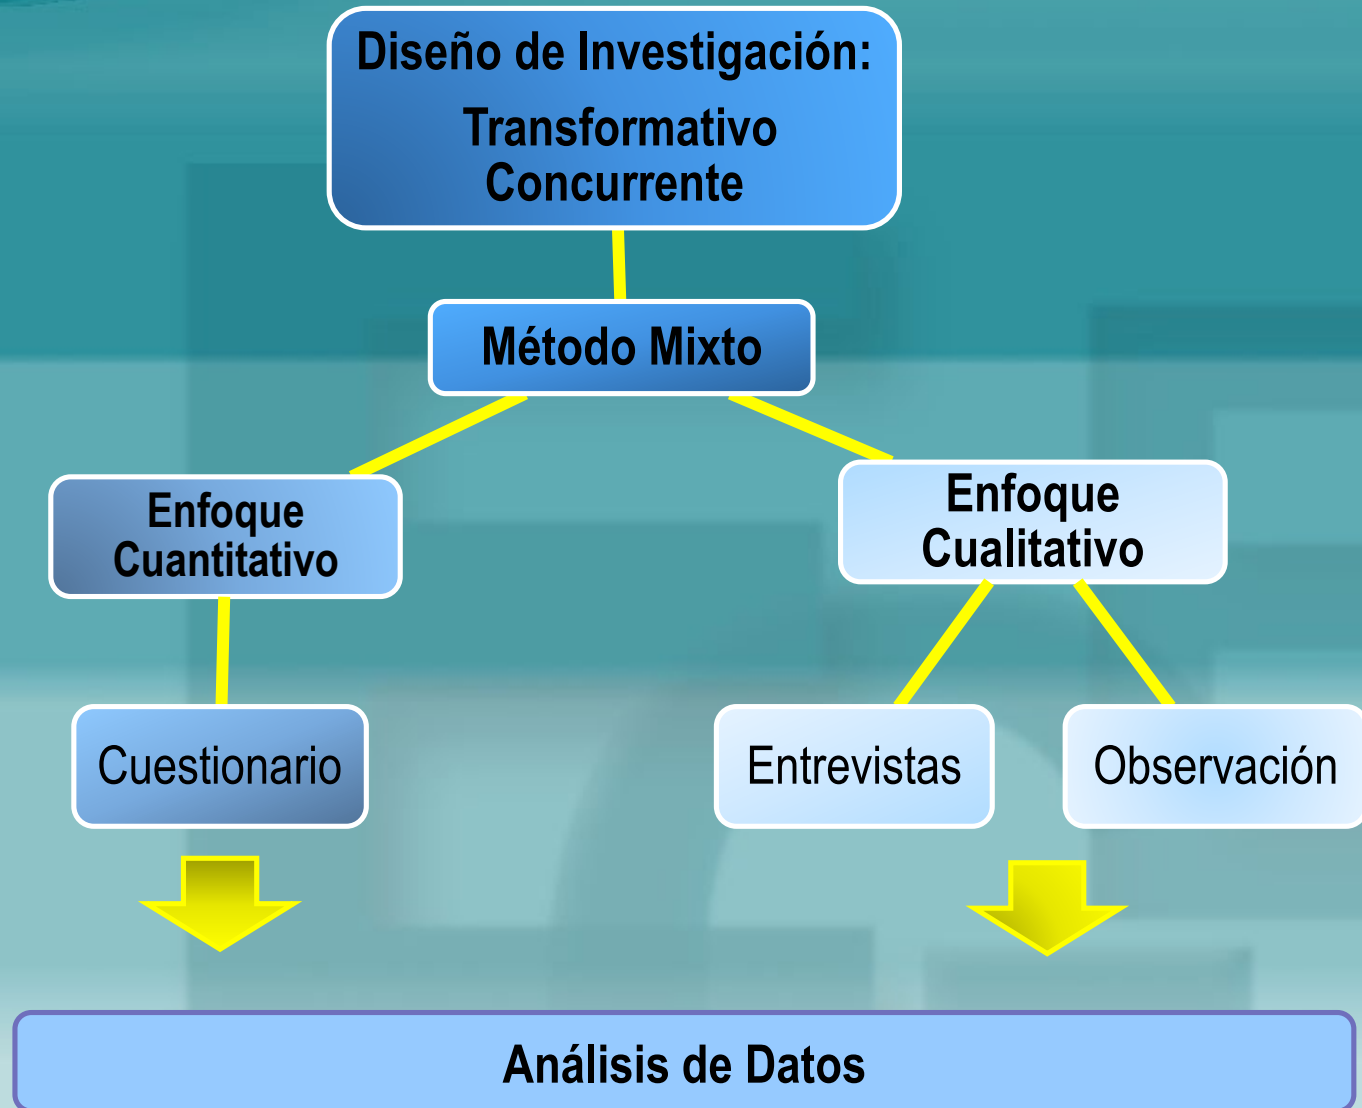 Diseño de Investigación:
Transformativo
Concurrente
Método Mixto
Enfoque
Cuantitativo
Enfoque
Cualitativo
Cuestionario
Entrevistas
Observación
Análisis de Datos